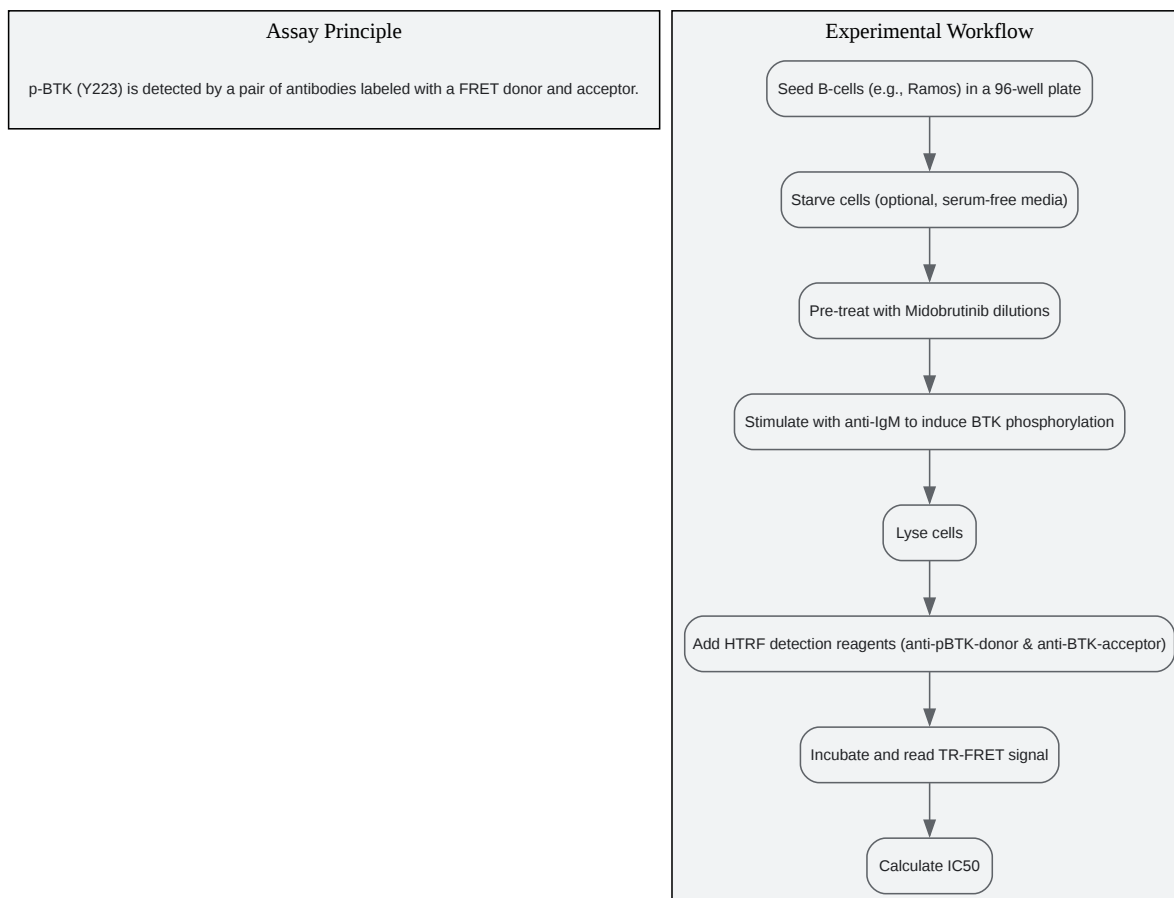 Assay Principle
p-BTK (Y223) is detected by a pair of antibodies labeled with a FRET donor and acceptor.
Experimental Workflow
Seed B-cells (e.g., Ramos) in a 96-well plate
Starve cells (optional, serum-free media)
Pre-treat with Midobrutinib dilutions
Stimulate with anti-IgM to induce BTK phosphorylation
Lyse cells
Add HTRF detection reagents (anti-pBTK-donor & anti-BTK-acceptor)
Incubate and read TR-FRET signal
Calculate IC50